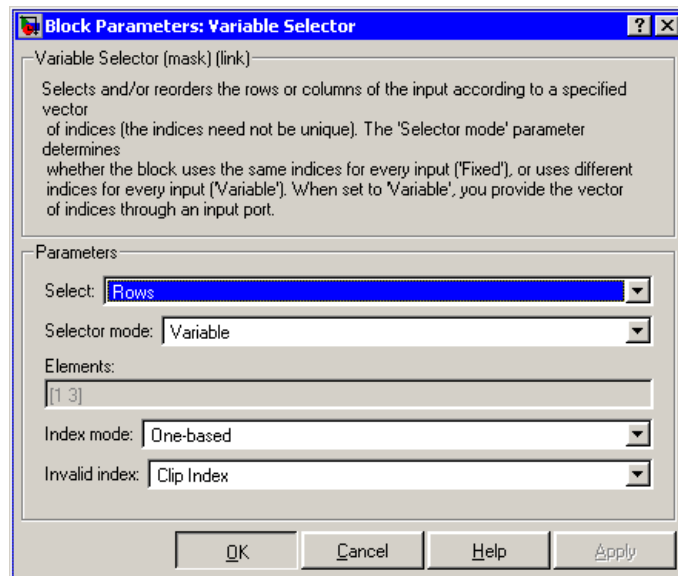 Block Parameters: Variable Selector
Variable Selector (mask) (link)
Selects and/or reorders the rows or columns of the input according to a specified
vector
of indices (the indices need not be unique). The 'Selector mode' parameter
determines
whether the block uses the same indices for every input ('Fixed'), or uses different
indices for every input ('Variable'). When set to 'Variable', you provide the vector
of indices through an input port.
Parameters
Select: Rows
Selector mode: Variable
Elements:
[1 3]
Index mode: One-based
Invalid index: Clip Index
OK Cancel Help Apply